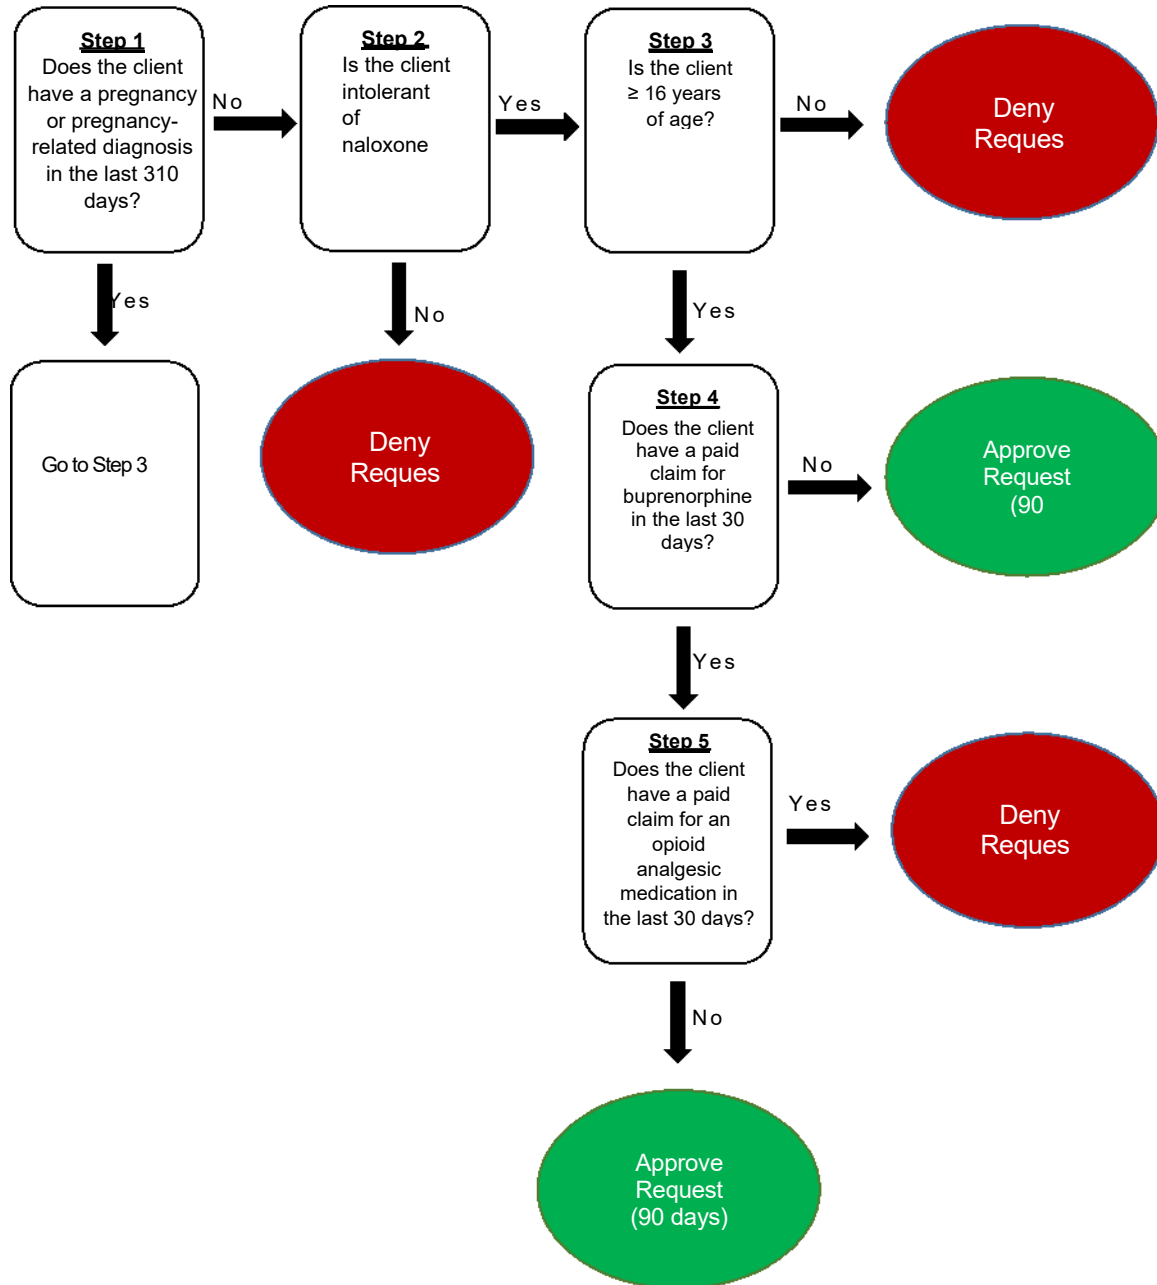 Step 1
Does the client
have a pregnancy
or pregnancy-
related diagnosis
in the last 310
days?
No
Step 2
Is the client
intolerant
of
naloxone
Yes
Step 3
Is the client
≥ 16 years
of age?
No
Deny
Reques
Yes
Go to Step 3
No
Deny
Reques
Yes
Step 4
Does the client
have a paid
claim for
buprenorphine
in the last 30
days?
No
Approve
Request
(90
Yes
Step 5
Does the client
have a paid
claim for an
opioid
analgesic
medication in
the last 30 days?
Yes
Deny
Reques
No
Approve
Request
(90 days)